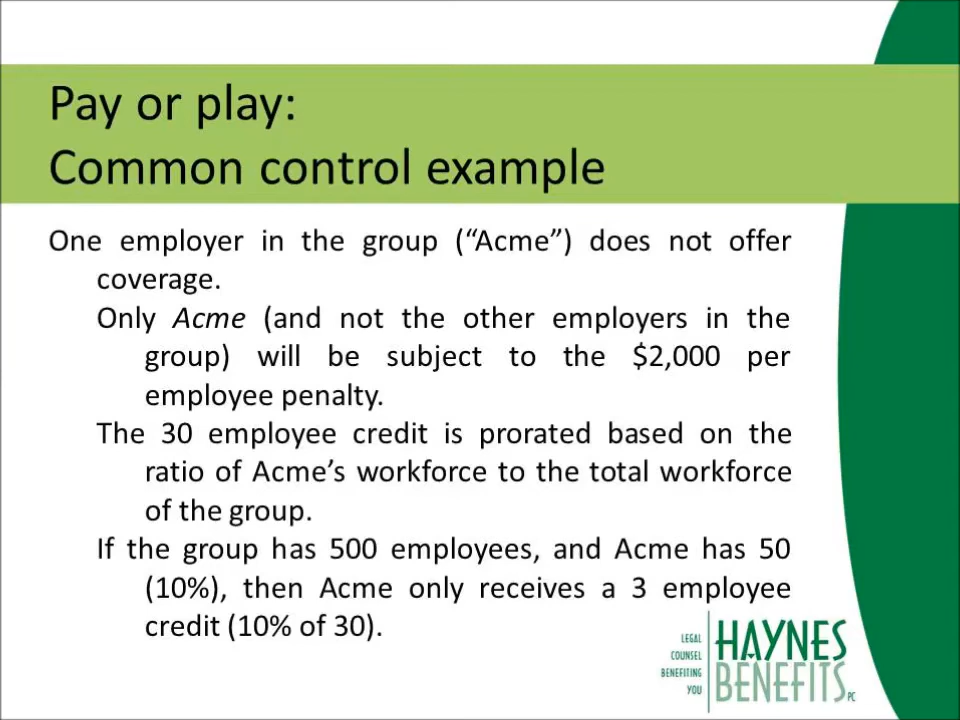 Pay or play:
Common control example
One employer in the group (“Acme”) does not offer
coverage.
Only Acme (and not the other employers in the
group) will be subject to the $2,000 per
employee penalty.
The 30 employee credit is prorated based on the
ratio of Acme’s workforce to the total workforce
of the group.
If the group has 500 employees, and Acme has 50
(10%), then Acme only receives a 3 employee
credit (10% of 30).
LEGAL
COUNSEL
BENEFITING
YOU
HAYNES
BENEFITS PC